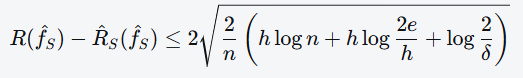 R(f̂_S) − R̂_S(f̂_S) ≤ 2√(2/n (h log n + h log 2e/h + log 2/δ))